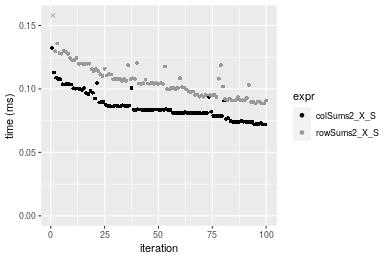 0.15
0.10
0.05
0.00
time (ms)
0
25
50
75
100
iteration
expr
colSums2_X_S
rowSums2_X_S